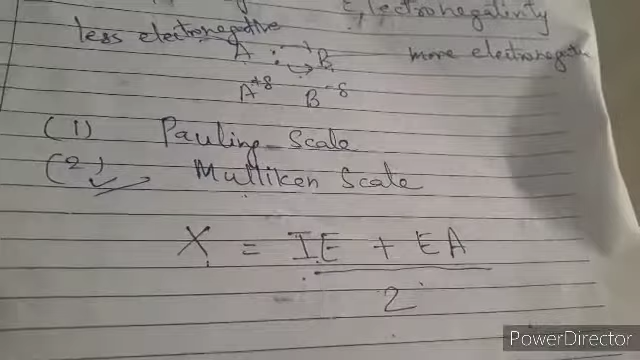 Electronegativity
less electronegative
A : B
more electronegative
A+δ B-δ
(1) Pauling Scale
(2) Mulliken Scale
X = IE + EA
2
PowerDirector